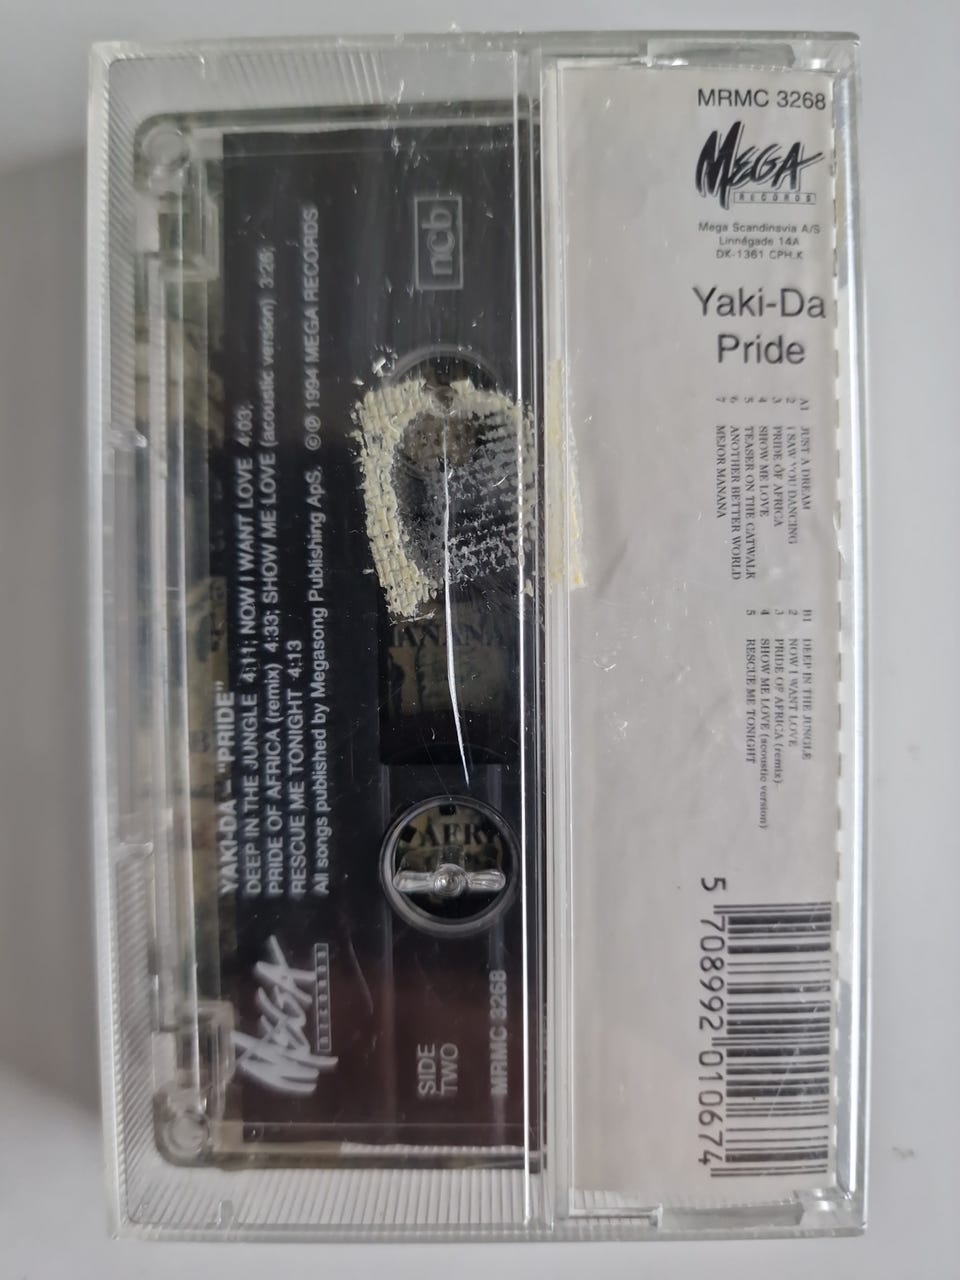 MRMC 3268
MEGA
RECORDS
Mega Scandinavia A/S
Linnégade 14A
DK-1361 CPH.K
Yaki-Da
Pride
A1 JUST A DREAM
2 I SAW YOU DANCING
3 PRIDE OF AFRICA
4 SHOW ME LOVE
5 TEASER ON THE CATWALK
6 ANOTHER BETTER WORLD
7 MEJOR MANANA
B1 DEEP IN THE JUNGLE
2 NOW I WANT LOVE
3 PRIDE OF AFRICA (remix)
4 SHOW ME LOVE (acoustic version)
5 RESCUE ME TONIGHT
5 708992 010674
YAKI-DA "PRIDE"
DEEP IN THE JUNGLE 4:11; NOW I WANT LOVE 4:03;
PRIDE OF AFRICA (remix) 4:33; SHOW ME LOVE (acoustic version) 3:26;
RESCUE ME TONIGHT 4:13
All songs published by Megasong Publishing ApS. ©℗ 1994 MEGA RECORDS
MEGA
RECORDS
ncb
SIDE
TWO
MRMC 3268
MANANA
AFR